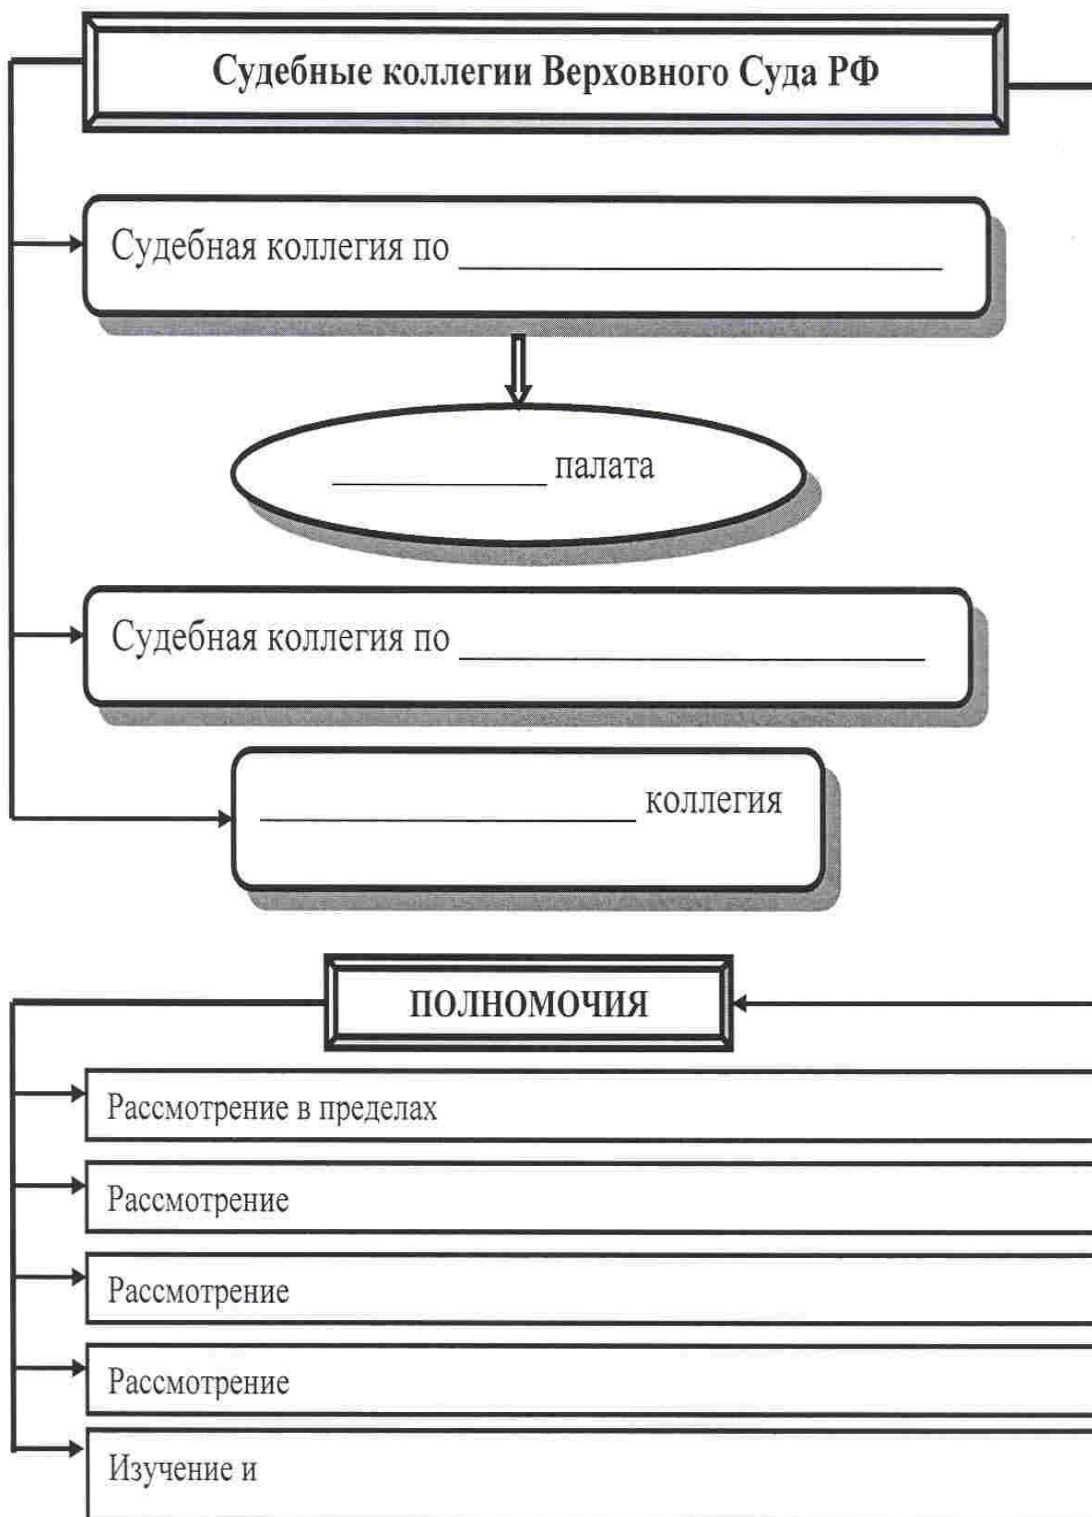 Судебные коллегии Верховного Суда РФ
Судебная коллегия по
палата
Судебная коллегия по
коллегия
ПОЛНОМОЧИЯ
Рассмотрение в пределах
Рассмотрение
Рассмотрение
Рассмотрение
Изучение и